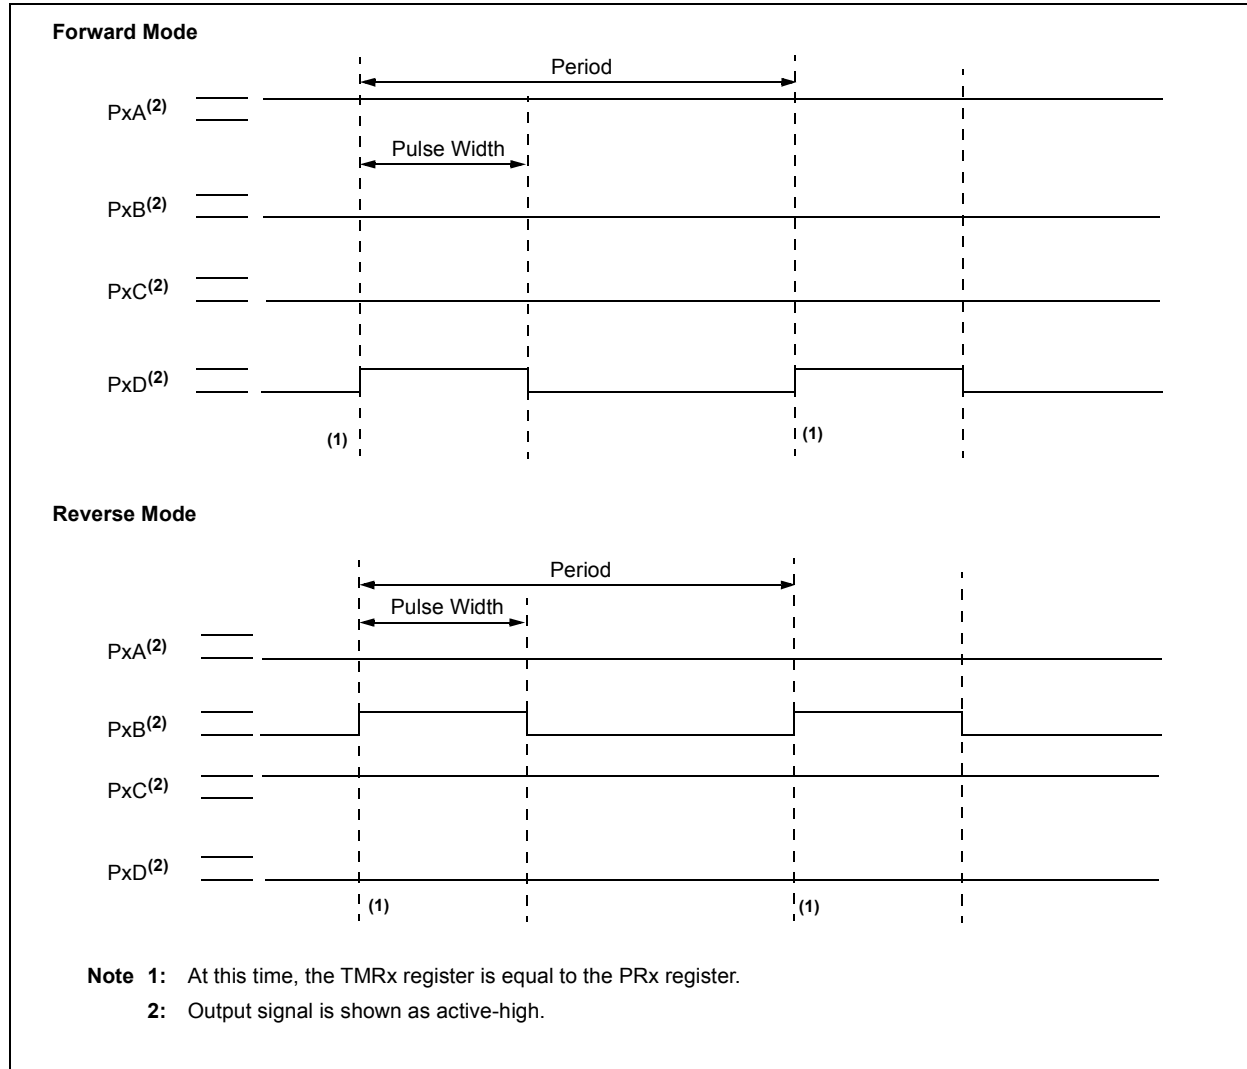 Forward Mode
Period
PxA(2)
Pulse Width
PxB(2)
PxC(2)
PxD(2)
(1)
(1)
Reverse Mode
Period
Pulse Width
PxA(2)
PxB(2)
PxC(2)
PxD(2)
(1)
(1)
Note 1: At this time, the TMRx register is equal to the PRx register.
2: Output signal is shown as active-high.